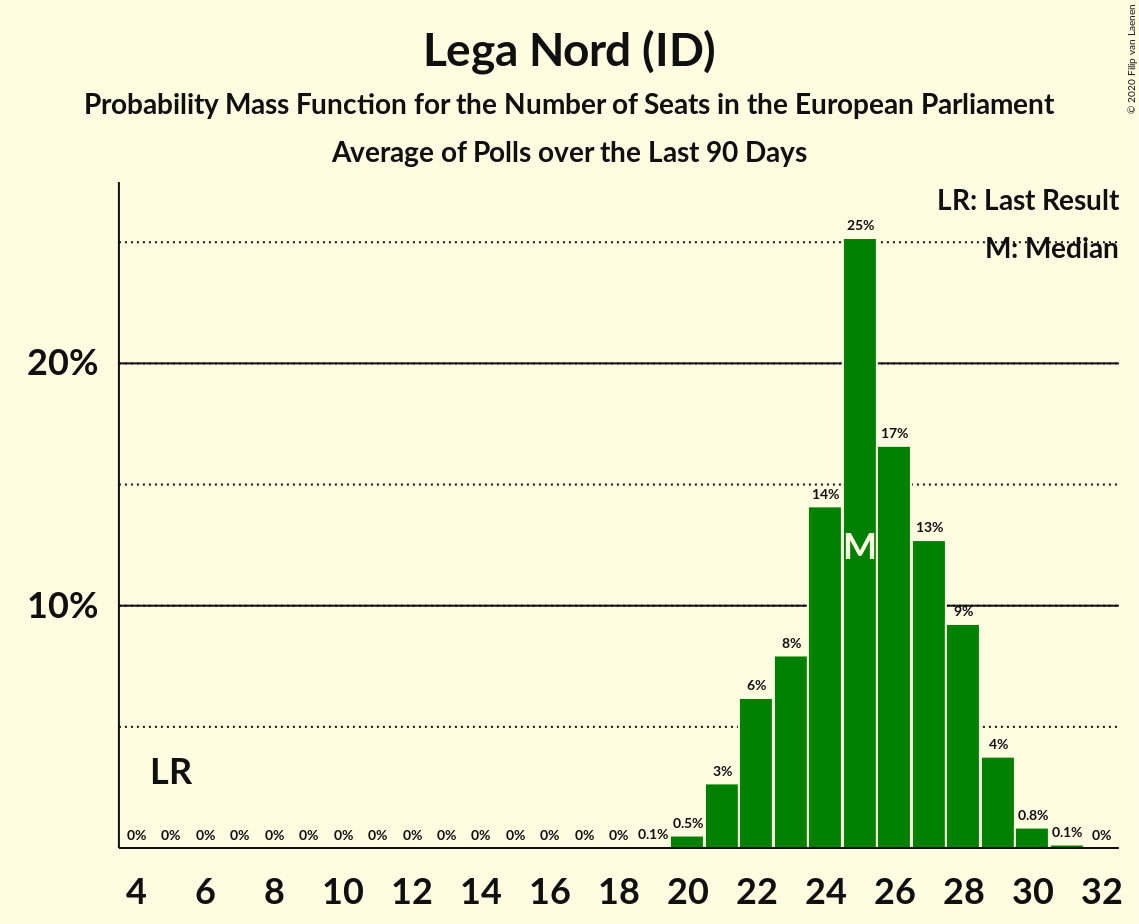 Lega Nord (ID)
Probability Mass Function for the Number of Seats in the European Parliament
Average of Polls over the Last 90 Days
© 2020 Filip van Laenen
LR: Last Result
M: Median
25%
20%
17%
14%
13%
M
10%
9%
8%
6%
4%
3%
LR
0% 0% 0% 0% 0% 0% 0% 0% 0% 0% 0% 0% 0% 0% 0% 0.1% 0.5% 0.8% 0.1% 0%
4 6 8 10 12 14 16 18 20 22 24 26 28 30 32